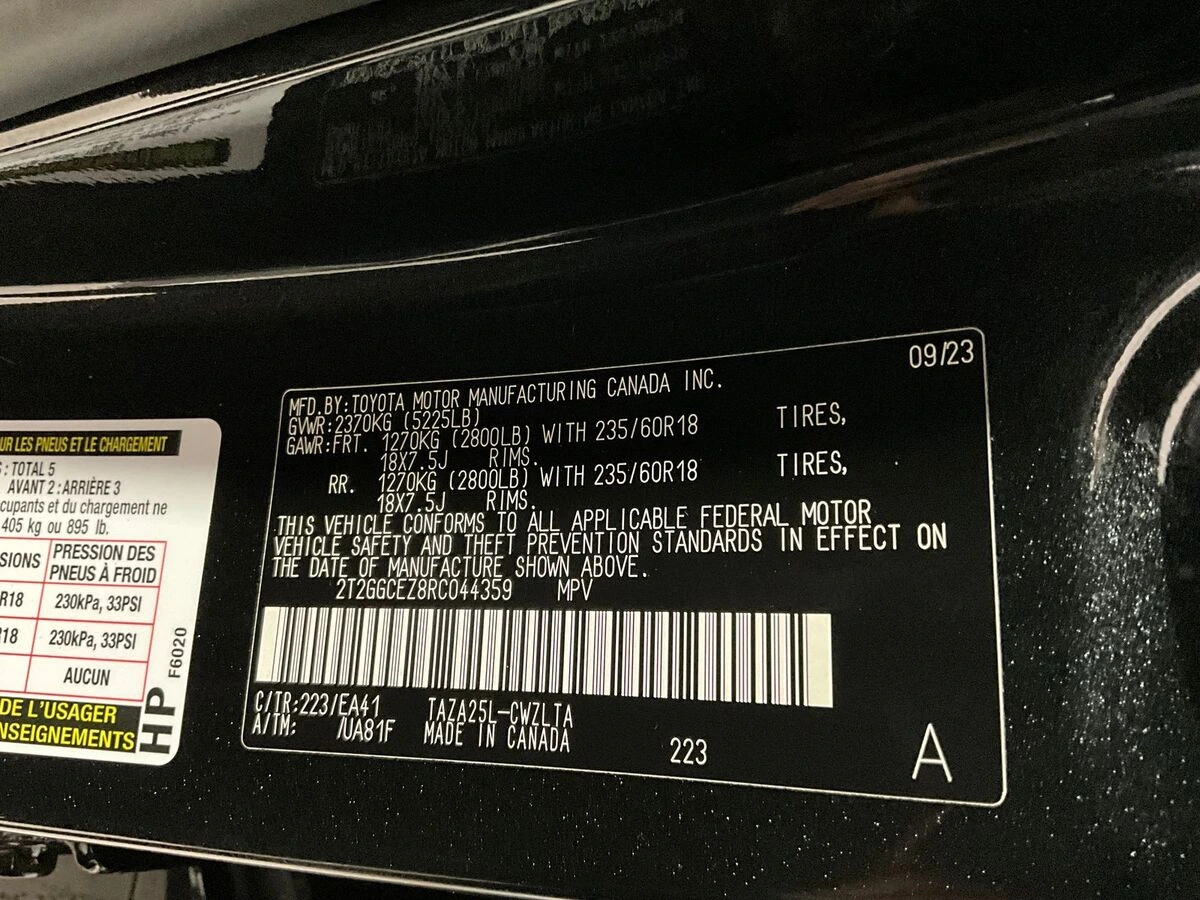 UR LES PNEUS ET LE CHARGEMENT
: TOTAL 5
AVANT 2 : ARRIÈRE 3
cupants et du chargement ne
405 kg ou 895 lb.
SIONS PRESSION DES PNEUS À FROID
R18 230kPa, 33PSI
R18 230kPa, 33PSI
AUCUN
DE L'USAGER
NSEIGNEMENTS
HP F6020
09/23
MFD.BY:TOYOTA MOTOR MANUFACTURING CANADA INC.
GVWR:2370KG (5225LB)
GAWR:FRT. 1270KG (2800LB) WITH 235/60R18 TIRES,
18X7.5J RIMS.
RR. 1270KG (2800LB) WITH 235/60R18 TIRES,
18X7.5J RIMS.
THIS VEHICLE CONFORMS TO ALL APPLICABLE FEDERAL MOTOR
VEHICLE SAFETY AND THEFT PREVENTION STANDARDS IN EFFECT ON
THE DATE OF MANUFACTURE SHOWN ABOVE.
2T2GGCEZ8RC044359 MPV
C/TR:223/EA41 TAZA25L-CWZLTA
A/TM: /UA81F MADE IN CANADA
223
A